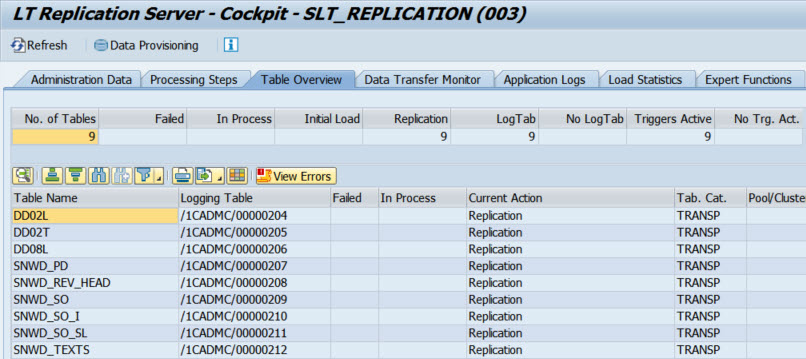 LT Replication Server - Cockpit - SLT_REPLICATION (003)
Refresh Data Provisioning
Administration Data Processing Steps Table Overview Data Transfer Monitor Application Logs Load Statistics Expert Functions
No. of Tables Failed In Process Initial Load Replication LogTab No LogTab Triggers Active No Trg. Act.
9 9 9 9
View Errors
Table Name Logging Table Failed In Process Current Action Tab. Cat. Pool/Cluste
DD02L /1CADMC/00000204 Replication TRANSP
DD02T /1CADMC/00000205 Replication TRANSP
DD08L /1CADMC/00000206 Replication TRANSP
SNWD_PD /1CADMC/00000207 Replication TRANSP
SNWD_REV_HEAD /1CADMC/00000208 Replication TRANSP
SNWD_SO /1CADMC/00000209 Replication TRANSP
SNWD_SO_I /1CADMC/00000210 Replication TRANSP
SNWD_SO_SL /1CADMC/00000211 Replication TRANSP
SNWD_TEXTS /1CADMC/00000212 Replication TRANSP